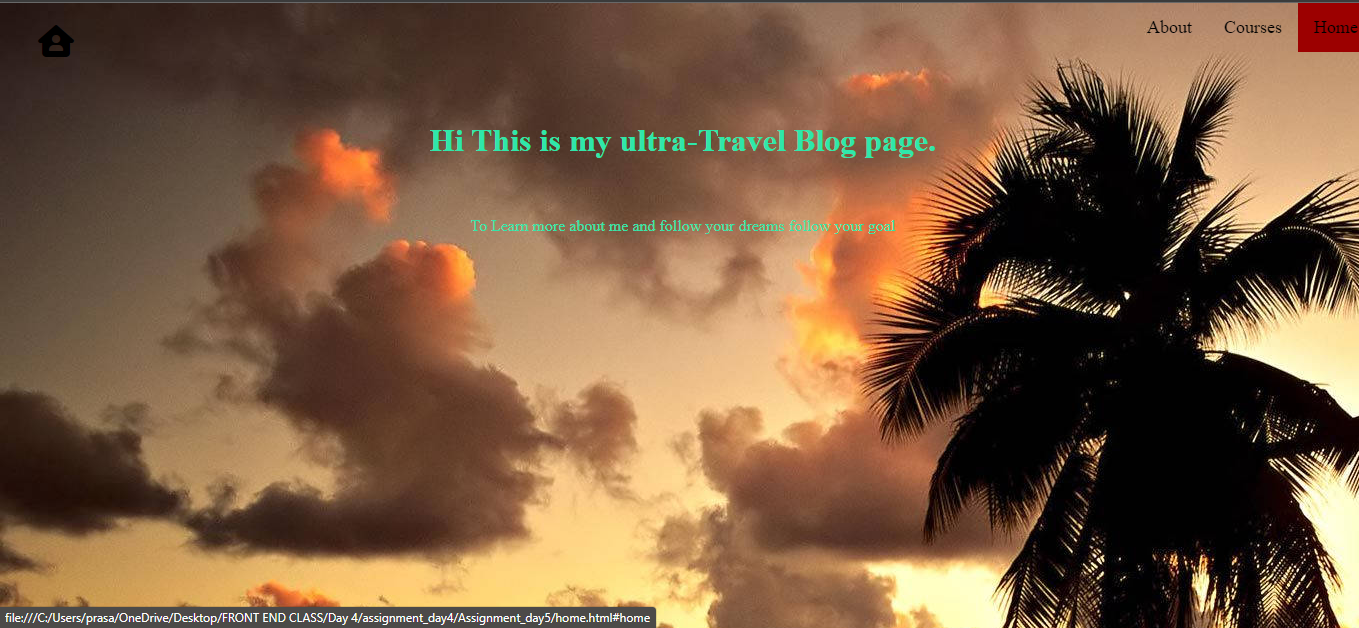 About Courses Home
Hi This is my ultra-Travel Blog page.
To Learn more about me and follow your dreams follow your goal
file:///C:/Users/prasa/OneDrive/Desktop/FRONT END CLASS/Day 4/assignment_day4/Assignment_day5/home.html#home